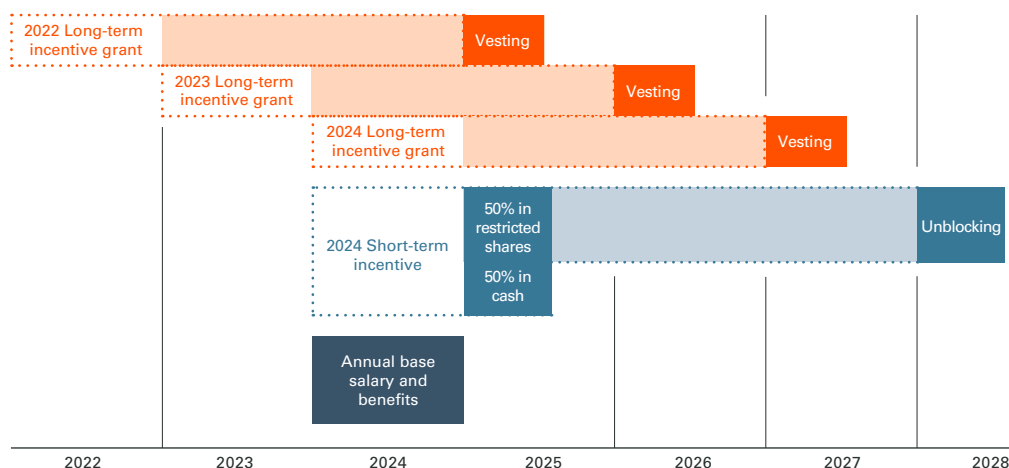 2022 Long-term
incentive grant
Vesting
2023 Long-term
incentive grant
Vesting
2024 Long-term
incentive grant
Vesting
2024 Short-term
incentive
50% in
restricted
shares
50% in
cash
Unblocking
Annual base
salary and
benefits
2022 2023 2024 2025 2026 2027 2028